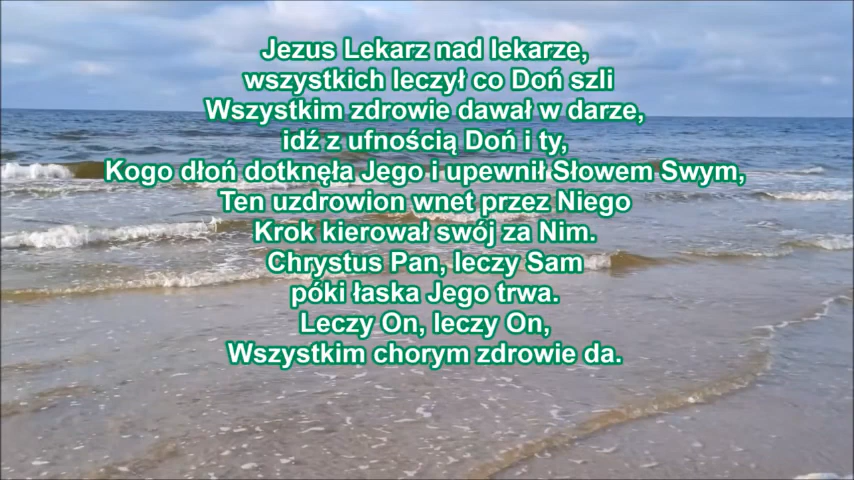 Jezus Lekarz nad lekarze,
wszystkich leczył co Doń szli
Wszystkim zdrowie dawał w darze,
idź z ufnością Doń i ty,
Kogo dłoń dotknęła Jego i upewnił Słowem Swym,
Ten uzdrowion wnet przez Niego
Krok kierował swój za Nim.
Chrystus Pan, leczy Sam
póki łaska Jego trwa.
Leczy On, leczy On,
Wszystkim chorym zdrowie da.